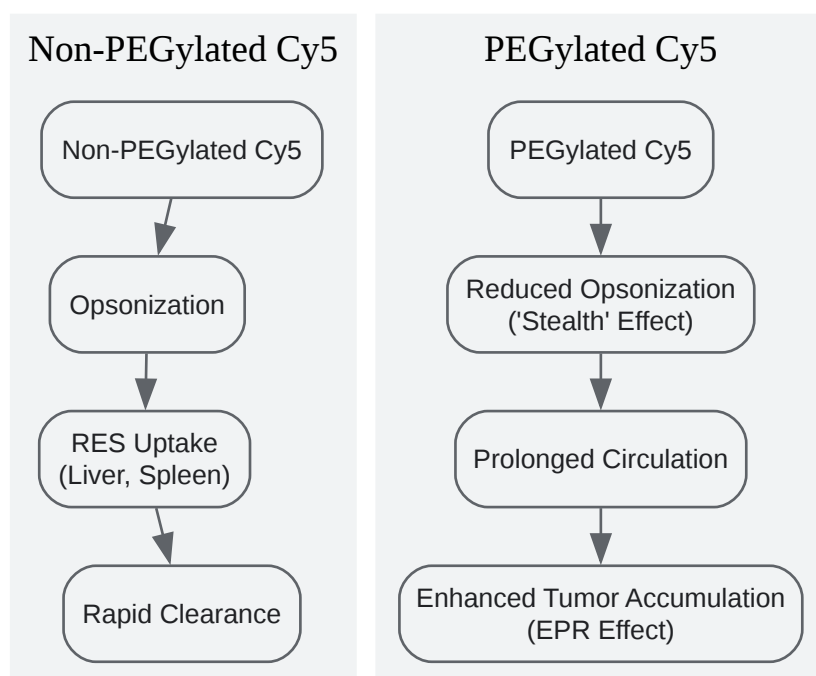 Non-PEGylated Cy5
Non-PEGylated Cy5
Opsonization
RES Uptake
(Liver, Spleen)
Rapid Clearance
PEGylated Cy5
PEGylated Cy5
Reduced Opsonization
('Stealth' Effect)
Prolonged Circulation
Enhanced Tumor Accumulation
(EPR Effect)